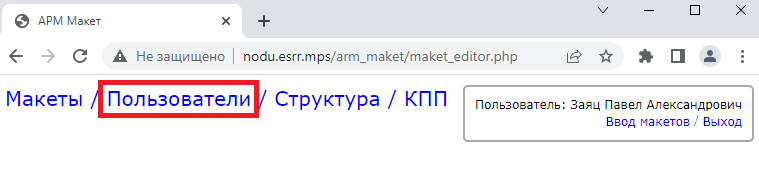 АРМ Макет
Не защищено nodu.esrr.mps/arm_maket/maket_editor.php
Макеты / Пользователи / Структура / КПП
Пользователь: Заяц Павел Александрович
Ввод макетов / Выход